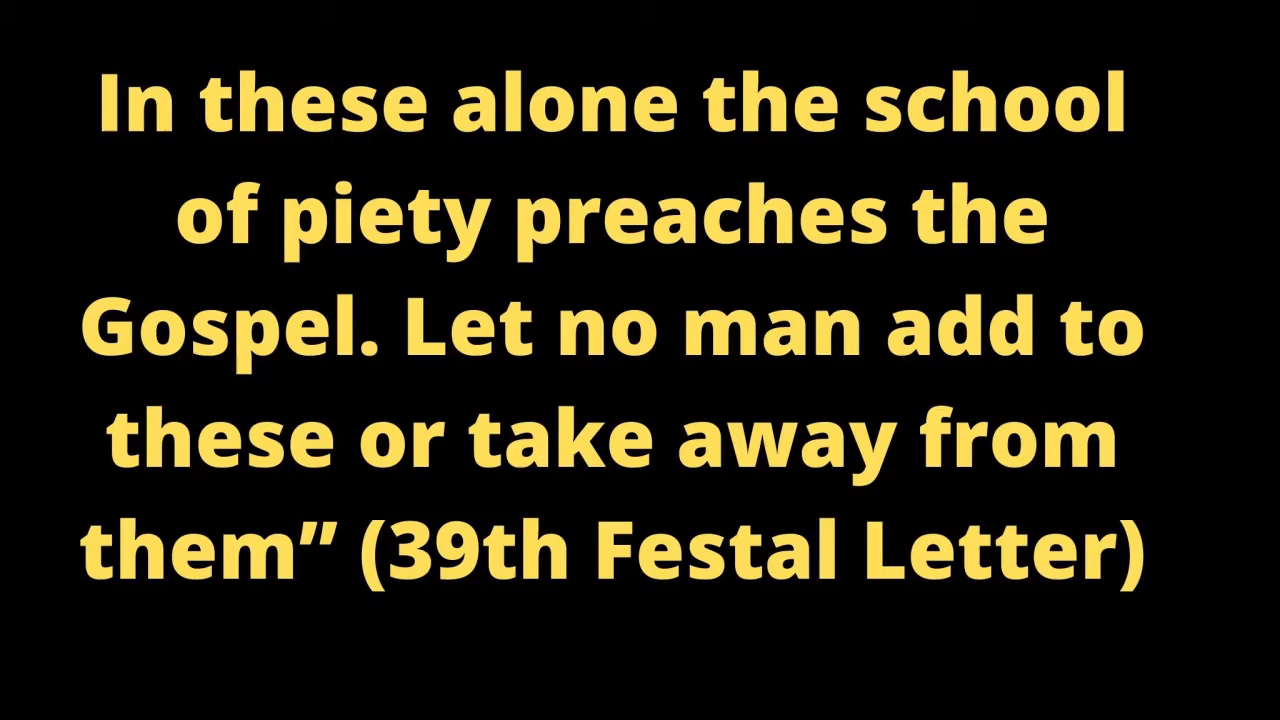 In these alone the school
of piety preaches the
Gospel. Let no man add to
these or take away from
them” (39th Festal Letter)